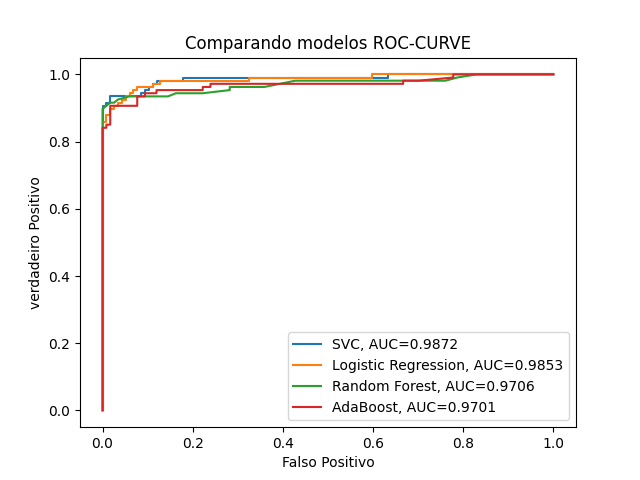 Comparando modelos ROC-CURVE
1.0
0.8
0.6
0.4
0.2
0.0
verdadeiro Positivo
SVC, AUC=0.9872
Logistic Regression, AUC=0.9853
Random Forest, AUC=0.9706
AdaBoost, AUC=0.9701
0.0 0.2 0.4 0.6 0.8 1.0
Falso Positivo